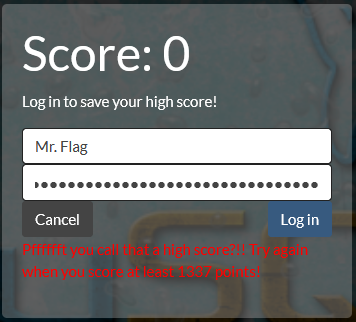 Score: 0
Log in to save your high score!
Mr. Flag
Cancel
Log in
Pfffffft you call that a high score?!! Try again
when you score at least 1337 points!